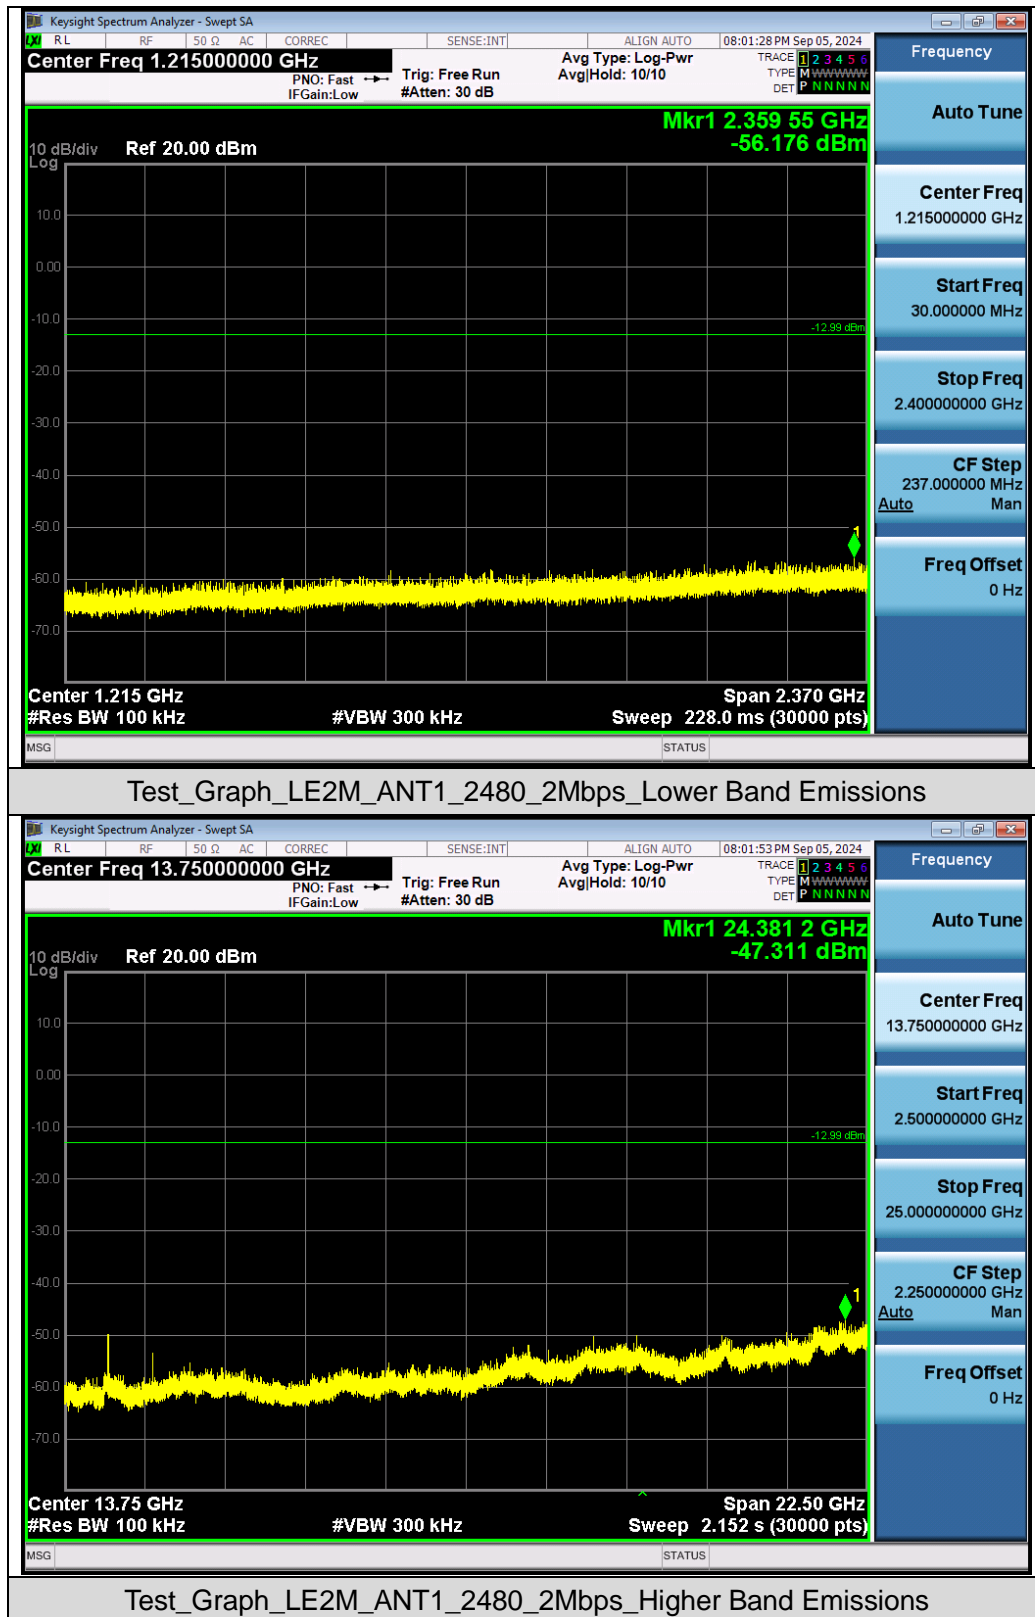 Keysight Spectrum Analyzer - Swept SA
LXI RL RF 50 Ω AC CORREC SENSE:INT ALIGN AUTO 08:01:28 PM Sep 05, 2024
Center Freq 1.215000000 GHz
PNO: Fast
IFGain:Low
Trig: Free Run
#Atten: 30 dB
Avg Type: Log-Pwr
Avg|Hold: 10/10
TRACE 1 2 3 4 5 6
TYPE M WWWWW
DET P N N N N N
Mkr1 2.359 55 GHz
-56.176 dBm
10 dB/div Ref 20.00 dBm
Log
10.0
0.00
-10.0
-12.99 dBm
-20.0
-30.0
-40.0
-50.0
1
-60.0
-70.0
Center 1.215 GHz Span 2.370 GHz
#Res BW 100 kHz #VBW 300 kHz Sweep 228.0 ms (30000 pts)
MSG STATUS
Frequency
Auto Tune
Center Freq
1.215000000 GHz
Start Freq
30.000000 MHz
Stop Freq
2.400000000 GHz
CF Step
237.000000 MHz
Auto Man
Freq Offset
0 Hz
Test_Graph_LE2M_ANT1_2480_2Mbps_Lower Band Emissions
Keysight Spectrum Analyzer - Swept SA
LXI RL RF 50 Ω AC CORREC SENSE:INT ALIGN AUTO 08:01:53 PM Sep 05, 2024
Center Freq 13.750000000 GHz
PNO: Fast
IFGain:Low
Trig: Free Run
#Atten: 30 dB
Avg Type: Log-Pwr
Avg|Hold: 10/10
TRACE 1 2 3 4 5 6
TYPE M WWWWW
DET P N N N N N
Mkr1 24.381 2 GHz
-47.311 dBm
10 dB/div Ref 20.00 dBm
Log
10.0
0.00
-10.0
-12.99 dBm
-20.0
-30.0
-40.0
1
-50.0
-60.0
-70.0
Center 13.75 GHz Span 22.50 GHz
#Res BW 100 kHz #VBW 300 kHz Sweep 2.152 s (30000 pts)
MSG STATUS
Frequency
Auto Tune
Center Freq
13.750000000 GHz
Start Freq
2.500000000 GHz
Stop Freq
25.000000000 GHz
CF Step
2.250000000 GHz
Auto Man
Freq Offset
0 Hz
Test_Graph_LE2M_ANT1_2480_2Mbps_Higher Band Emissions